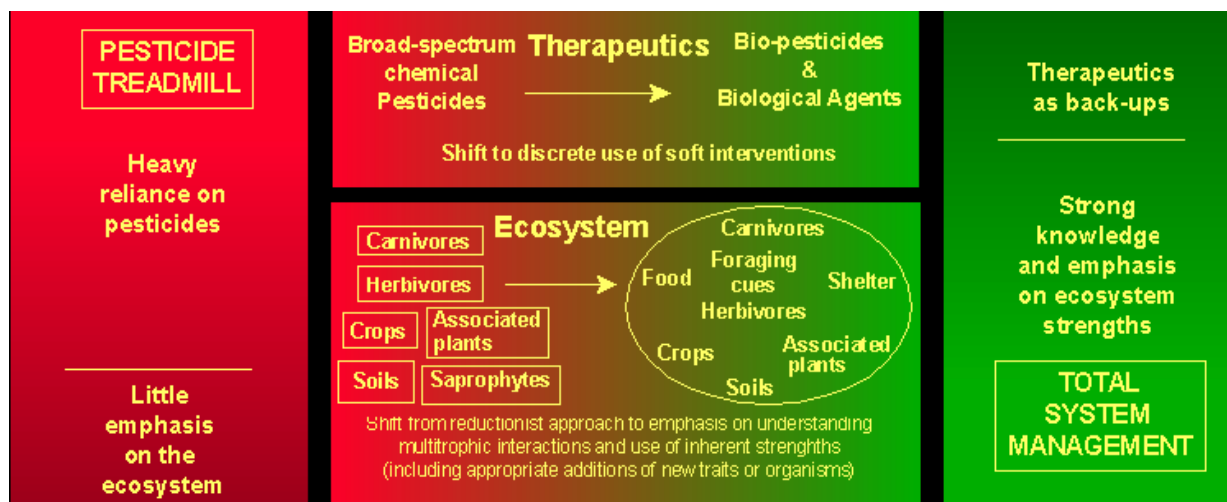 PESTICIDE
TREADMILL
Heavy
reliance on
pesticides
Little
emphasis
on the
ecosystem
Therapeutics
Broad-spectrum
chemical
Pesticides
Bio-pesticides
&
Biological Agents
Shift to discrete use of soft interventions
Ecosystem
Carnivores
Herbivores
Crops
Associated
plants
Soils
Saprophytes
Carnivores
Food
Foraging
cues
Shelter
Herbivores
Crops
Associated
plants
Soils
Shift from reductionist approach to emphasis on understanding
multitrophic interactions and use of inherent strenghths
(including appropriate additions of new traits or organisms)
Therapeutics
as back-ups
Strong
knowledge
and emphasis
on ecosystem
strengths
TOTAL
SYSTEM
MANAGEMENT